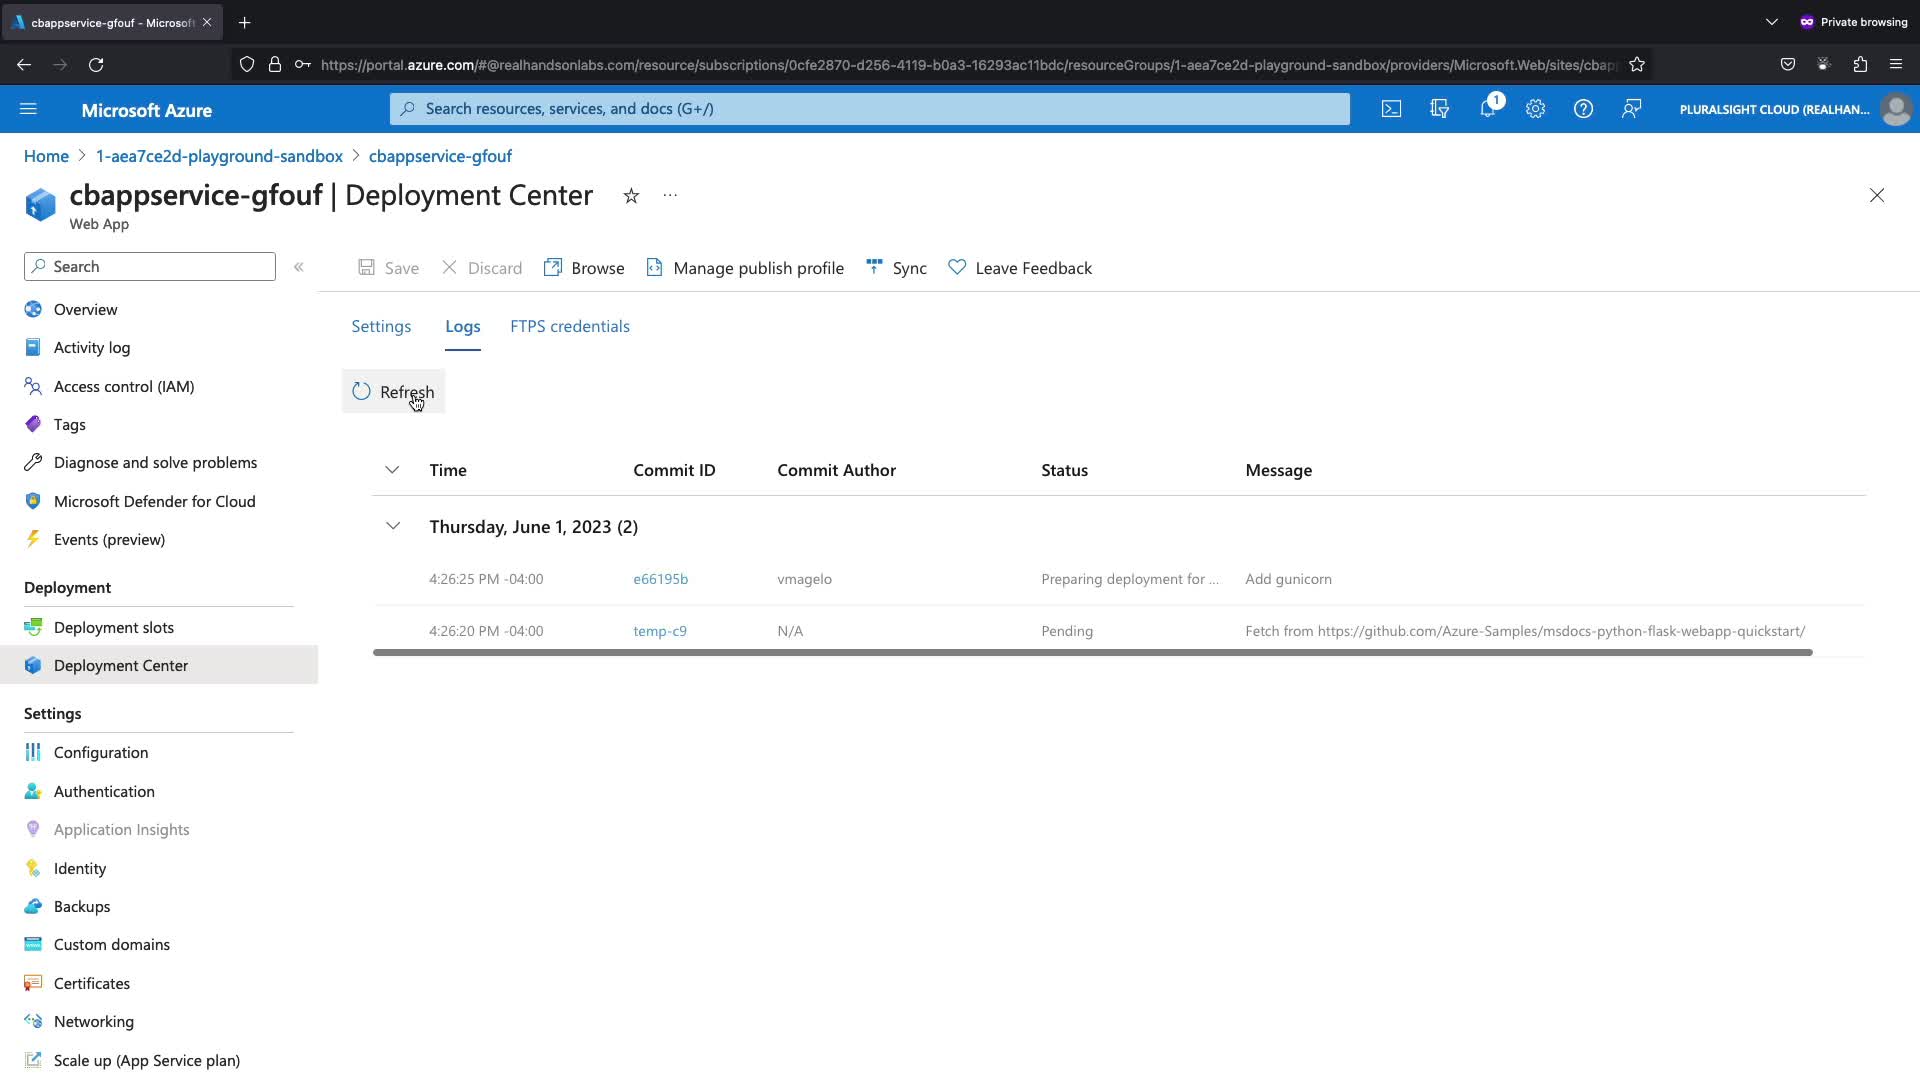 cbappservice-gfouf - Microsoft
Private browsing
https://portal.azure.com/#@realhandsonlabs.com/resource/subscriptions/0cfe2870-d256-4119-b0a3-16293ac11bdc/resourceGroups/1-aea7ce2d-playground-sandbox/providers/Microsoft.Web/sites/cbapp
Microsoft Azure
Search resources, services, and docs (G+/)
1
PLURALSIGHT CLOUD (REALHAN...
Home > 1-aea7ce2d-playground-sandbox > cbappservice-gfouf
cbappservice-gfouf | Deployment Center
Web App
Search
Save
Discard
Browse
Manage publish profile
Sync
Leave Feedback
Overview
Activity log
Access control (IAM)
Tags
Diagnose and solve problems
Microsoft Defender for Cloud
Events (preview)
Deployment
Deployment slots
Deployment Center
Settings
Configuration
Authentication
Application Insights
Identity
Backups
Custom domains
Certificates
Networking
Scale up (App Service plan)
Settings
Logs
FTPS credentials
Refresh
Time Commit ID Commit Author Status Message
Thursday, June 1, 2023 (2)
4:26:25 PM -04:00 e66195b vmagelo Preparing deployment for ... Add gunicorn
4:26:20 PM -04:00 temp-c9 N/A Pending Fetch from https://github.com/Azure-Samples/msdocs-python-flask-webapp-quickstart/